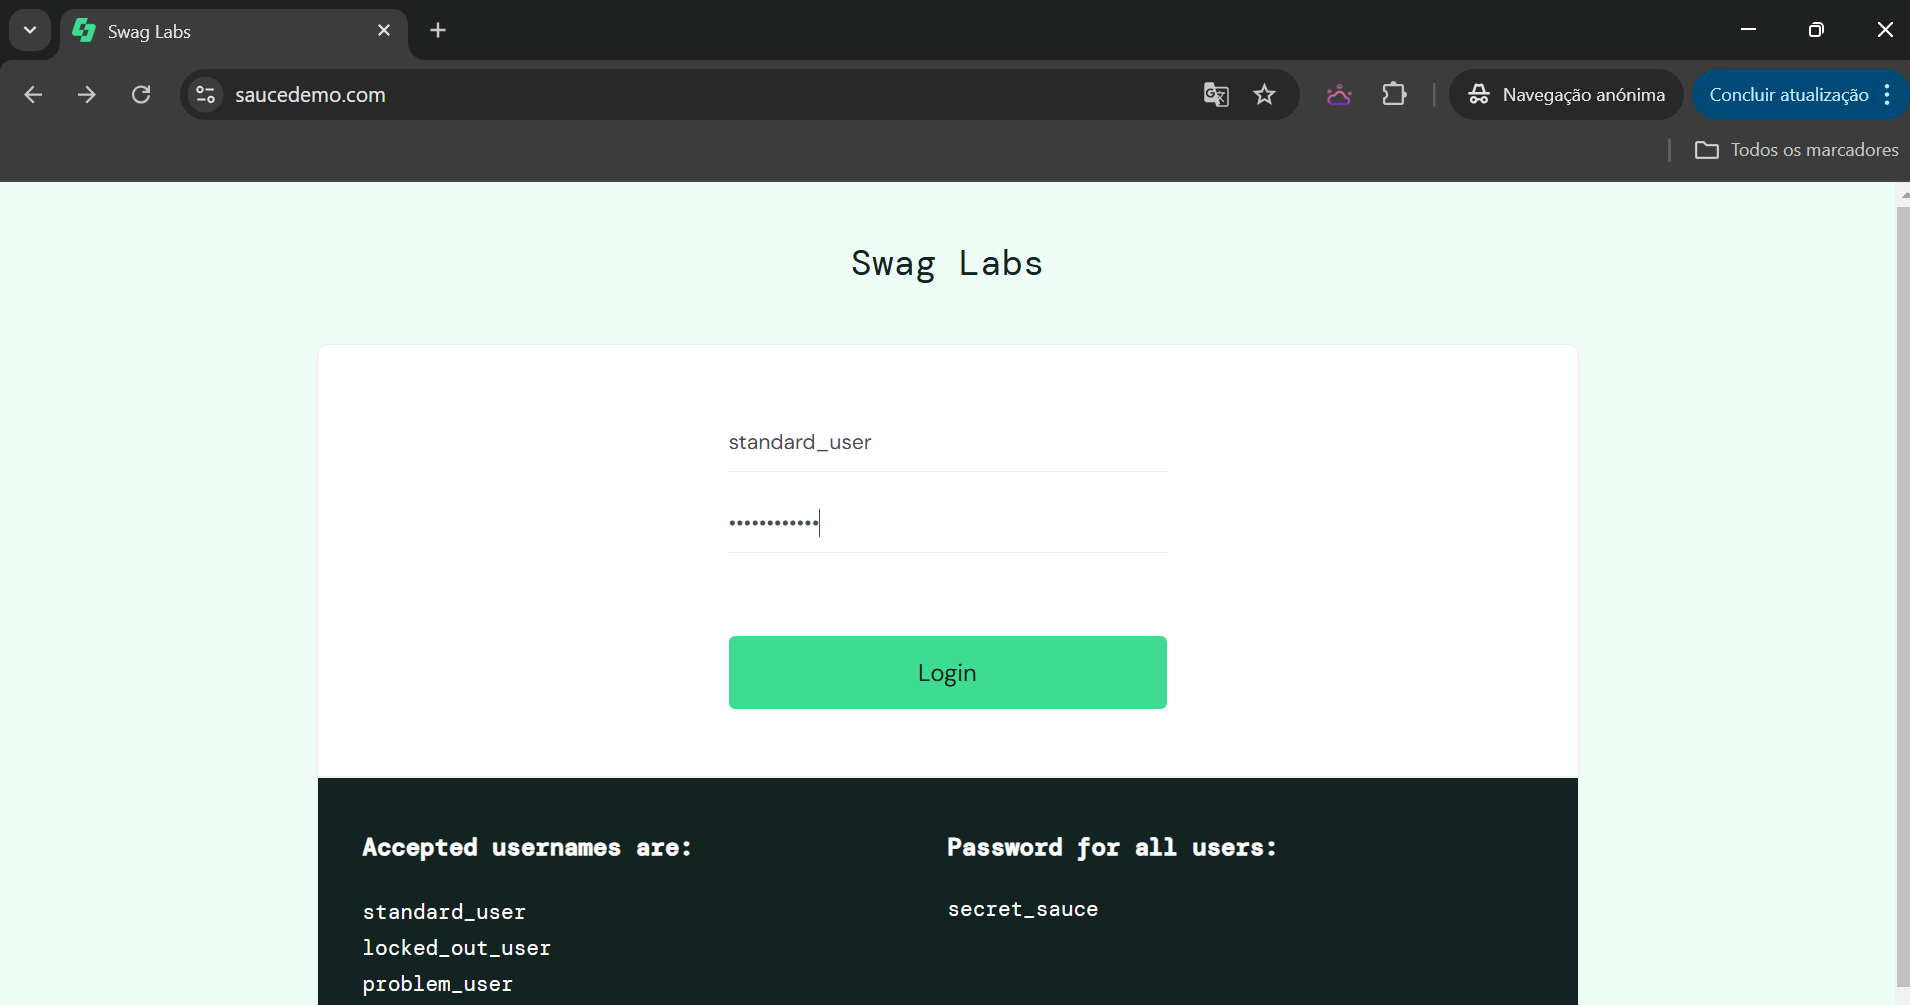 Swag Labs
saucedemo.com
Navegação anónima
Concluir atualização
Todos os marcadores
Swag Labs
standard_user
••••••••••••
Login
Accepted usernames are:
standard_user
locked_out_user
problem_user
Password for all users:
secret_sauce